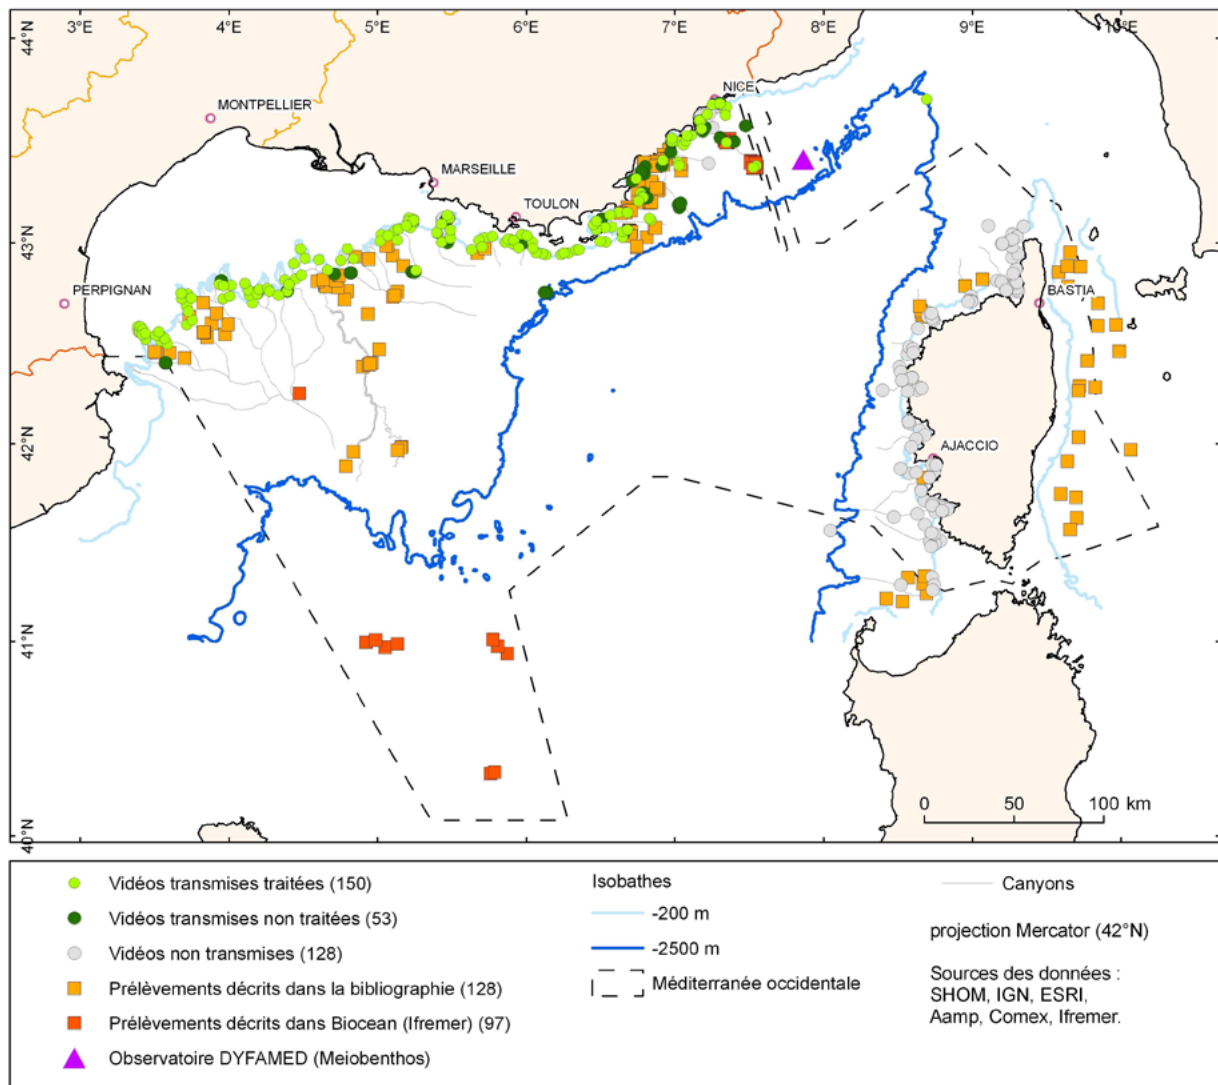 3°E 4°E 5°E 6°E 7°E 8°E 9°E 10°E
44°N
NICE
MONTPELLIER
MARSEILLE
TOULON
43°N
PERPIGNAN
BASTIA
42°N
AJACCIO
41°N
0 50 100 km
40°N
Vidéos transmises traitées (150)
Vidéos transmises non traitées (53)
Vidéos non transmises (128)
Prélèvements décrits dans la bibliographie (128)
Prélèvements décrits dans Biocean (Ifremer) (97)
Observatoire DYFAMED (Meiobenthos)
Isobathes
-200 m
-2500 m
Méditerranée occidentale
Canyons
projection Mercator (42°N)
Sources des données :
SHOM, IGN, ESRI,
Aamp, Comex, Ifremer.